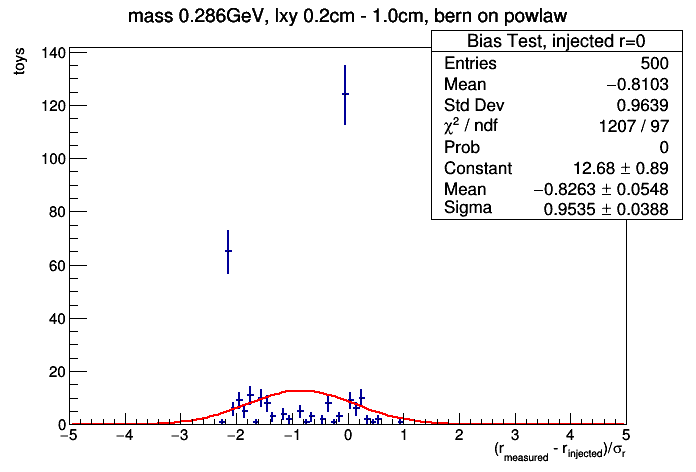 mass 0.286GeV, lxy 0.2cm - 1.0cm, bern on powlaw
toys
Bias Test, injected r=0
Entries 500
Mean −0.8103
Std Dev 0.9639
χ² / ndf 1207 / 97
Prob 0
Constant 12.68 ± 0.89
Mean −0.8263 ± 0.0548
Sigma 0.9535 ± 0.0388
140
120
100
80
60
40
20
0
−5 −4 −3 −2 −1 0 1 2 3 4 5
(r_measured - r_injected)/σ_r